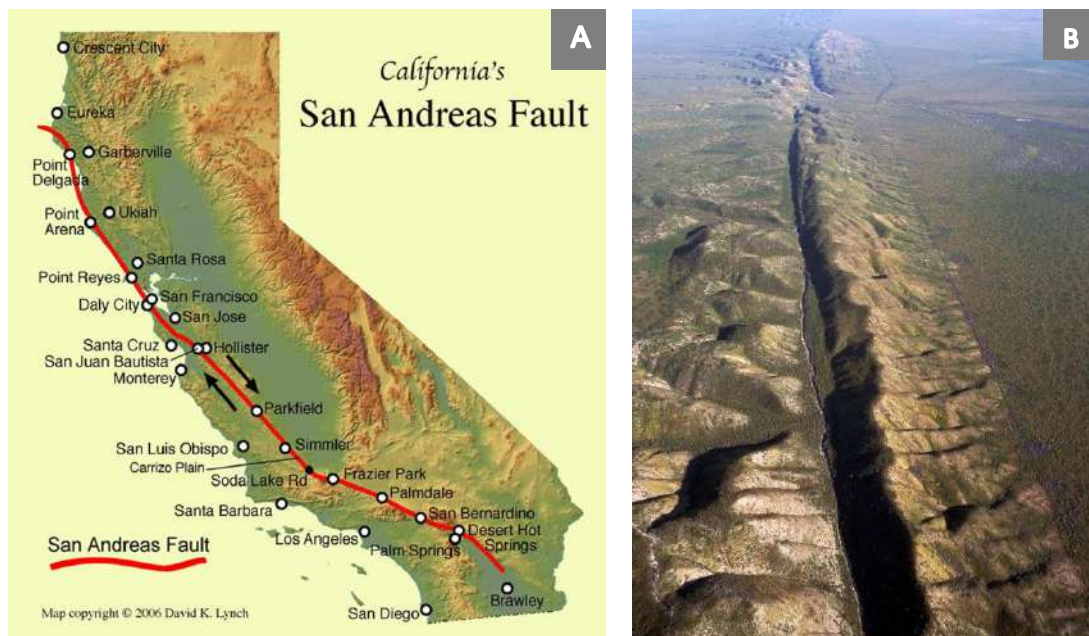 A
B
California's
San Andreas Fault
Crescent City
Eureka
Garberville
Point
Delgada
Ukiah
Point
Arena
Santa Rosa
Point Reyes
San Francisco
Daly City
San Jose
Santa Cruz
Hollister
San Juan Bautista
Monterey
Parkfield
San Luis Obispo
Simmler
Carrizo Plain
Soda Lake Rd
Frazier Park
Palmdale
Santa Barbara
San Bernardino
Los Angeles
Desert Hot
Springs
Palm Springs
San Andreas Fault
Brawley
Map copyright © 2006 David K. Lynch
San Diego